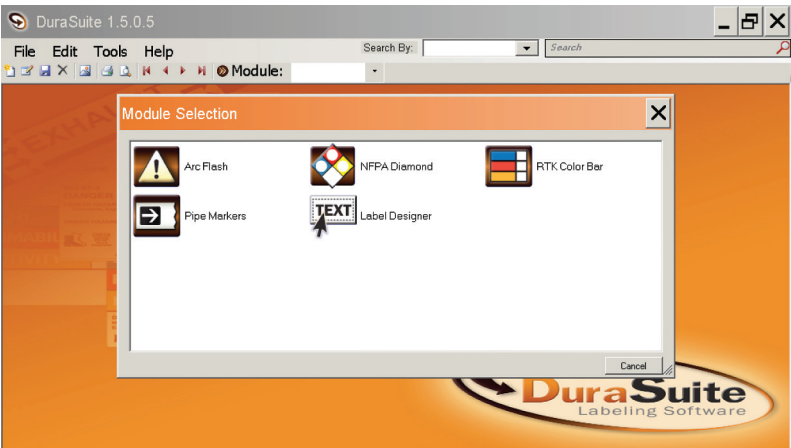 DuraSuite 1.5.0.5
File Edit Tools Help Search By: Search
Module:
Module Selection
Arc Flash NFPA Diamond RTK Color Bar
Pipe Markers TEXT Label Designer
Cancel
DuraSuite
Labeling Software